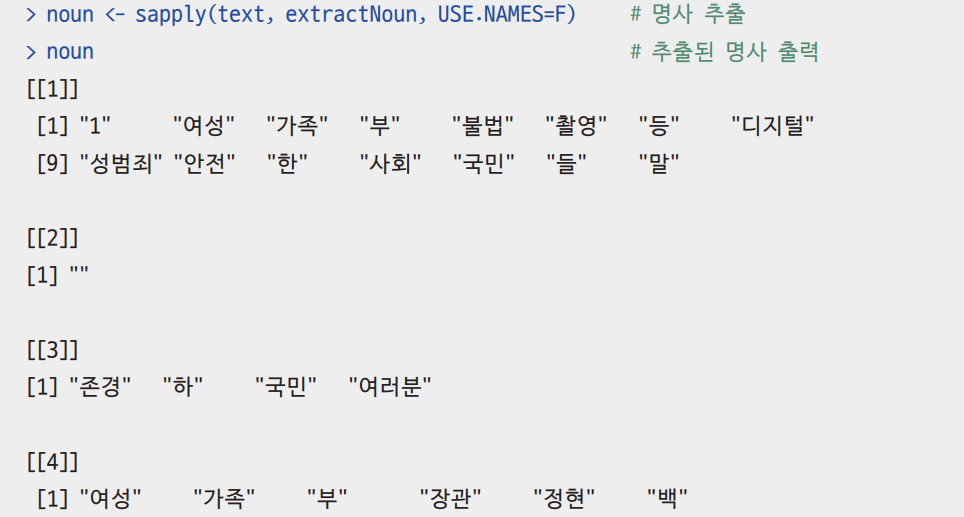 > noun <- sapply(text, extractNoun, USE.NAMES=F) # 명사 추출
> noun # 추출된 명사 출력
[[1]]
[1] "1" "여성" "가족" "부" "불법" "촬영" "등" "디지털"
[9] "성범죄" "안전" "한" "사회" "국민" "들" "말"
[[2]]
[1] ""
[[3]]
[1] "존경" "하" "국민" "여러분"
[[4]]
[1] "여성" "가족" "부" "장관" "정현" "백"